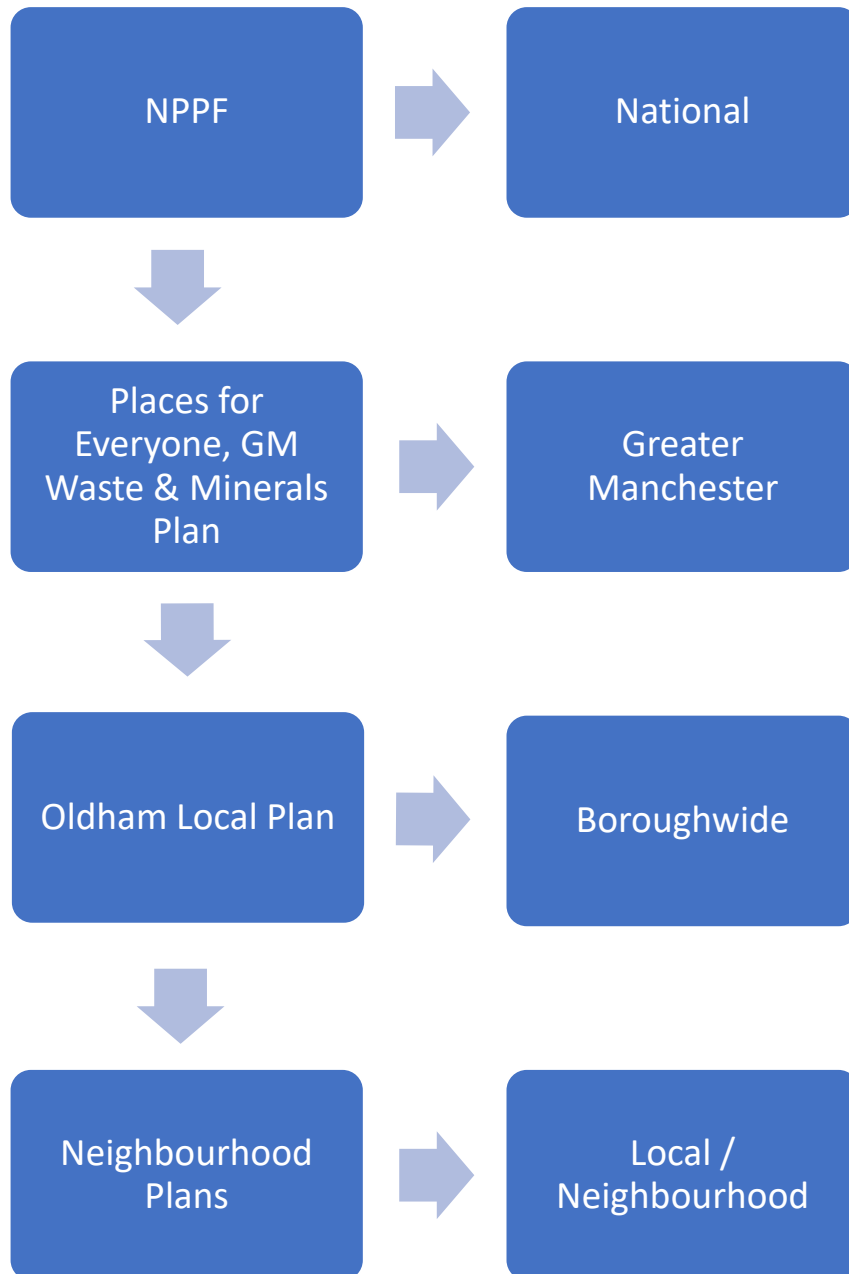 NPPF
National
Places for
Everyone, GM
Waste & Minerals
Plan
Greater
Manchester
Oldham Local Plan
Boroughwide
Neighbourhood
Plans
Local /
Neighbourhood